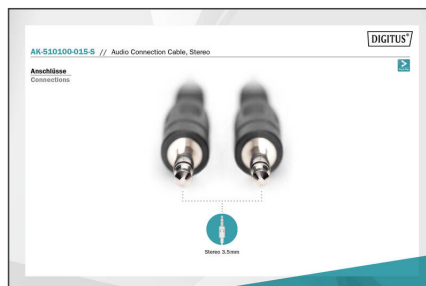 DIGITUS®
AK-510100-015-S // Audio Connection Cable, Stereo
Anschlüsse
Connections
Stereo 3.5mm